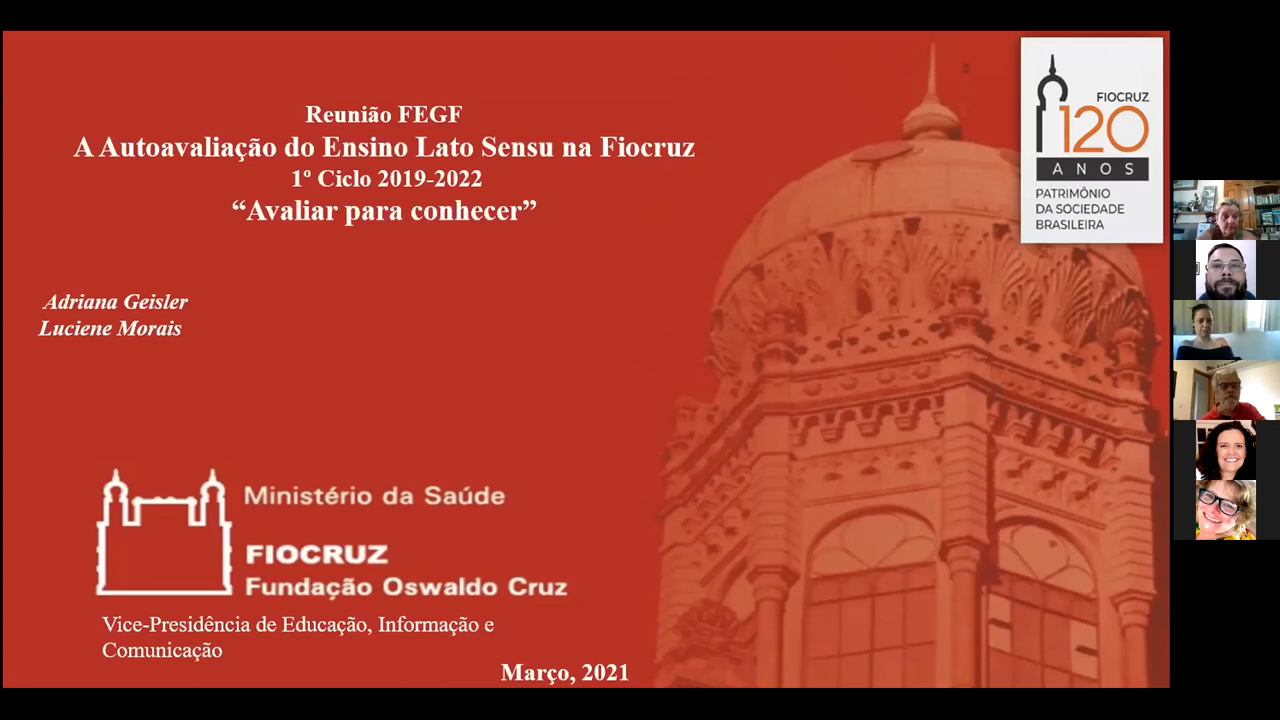 Reunião FEGF
A Autoavaliação do Ensino Lato Sensu na Fiocruz
1º Ciclo 2019-2022
“Avaliar para conhecer”
Adriana Geisler
Luciene Morais
FIOCRUZ
120
ANOS
PATRIMÔNIO
DA SOCIEDADE
BRASILEIRA
Ministério da Saúde
FIOCRUZ
Fundação Oswaldo Cruz
Vice-Presidência de Educação, Informação e
Comunicação
Março, 2021